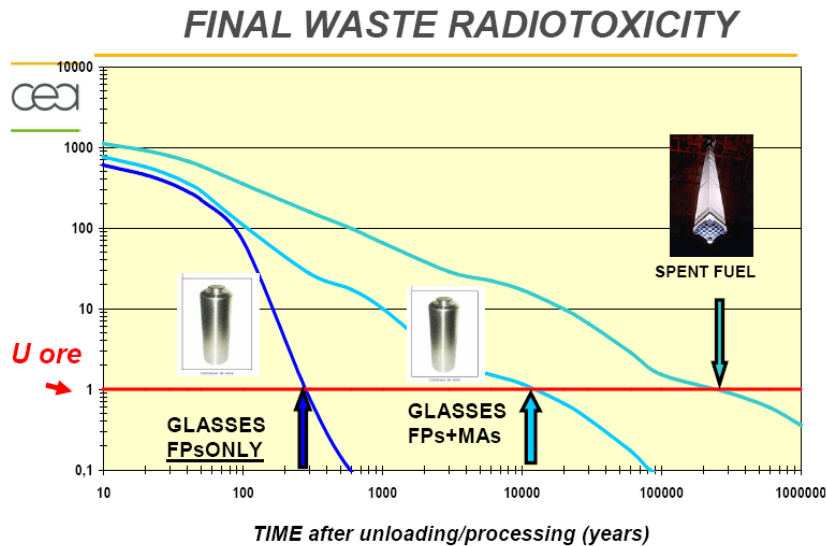 FINAL WASTE RADIOTOXICITY
cea
10000
1000
100
10
1
0,1
U ore
SPENT FUEL
GLASSES
FPsONLY
GLASSES
FPs+MAs
10
100
1000
10000
100000
1000000
TIME after unloading/processing (years)